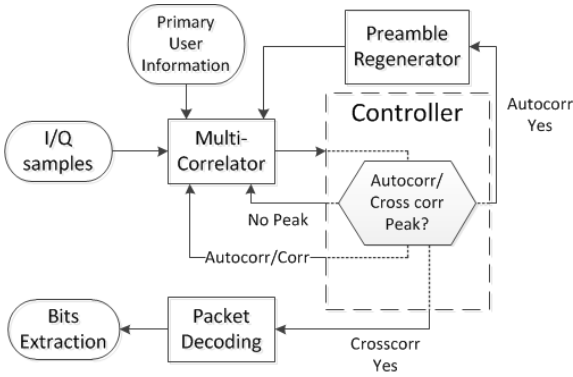 Primary
User
Information
Preamble
Regenerator
Controller
Autocorr
Yes
I/Q
samples
Multi-
Correlator
Autocorr/
Cross corr
Peak?
No Peak
Autocorr/Corr
Bits
Extraction
Packet
Decoding
Crosscorr
Yes